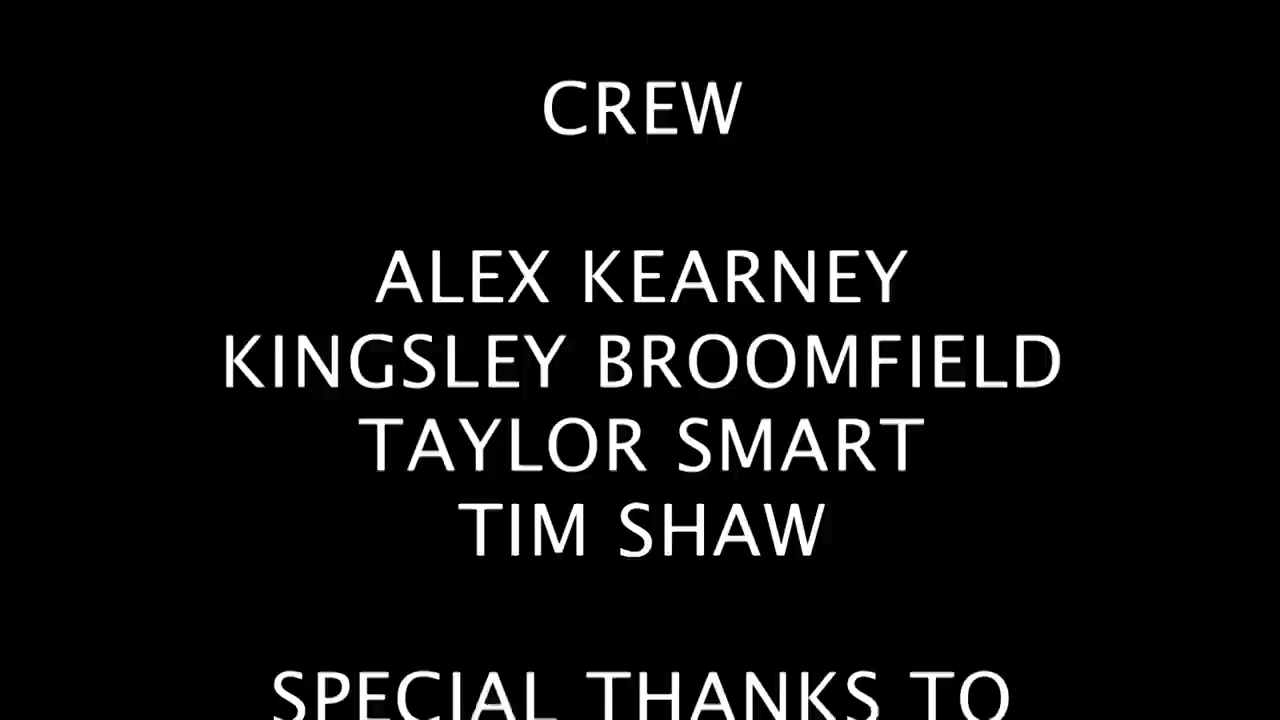 CREW
ALEX KEARNEY
KINGSLEY BROOMFIELD
TAYLOR SMART
TIM SHAW
SPECIAL THANKS TO